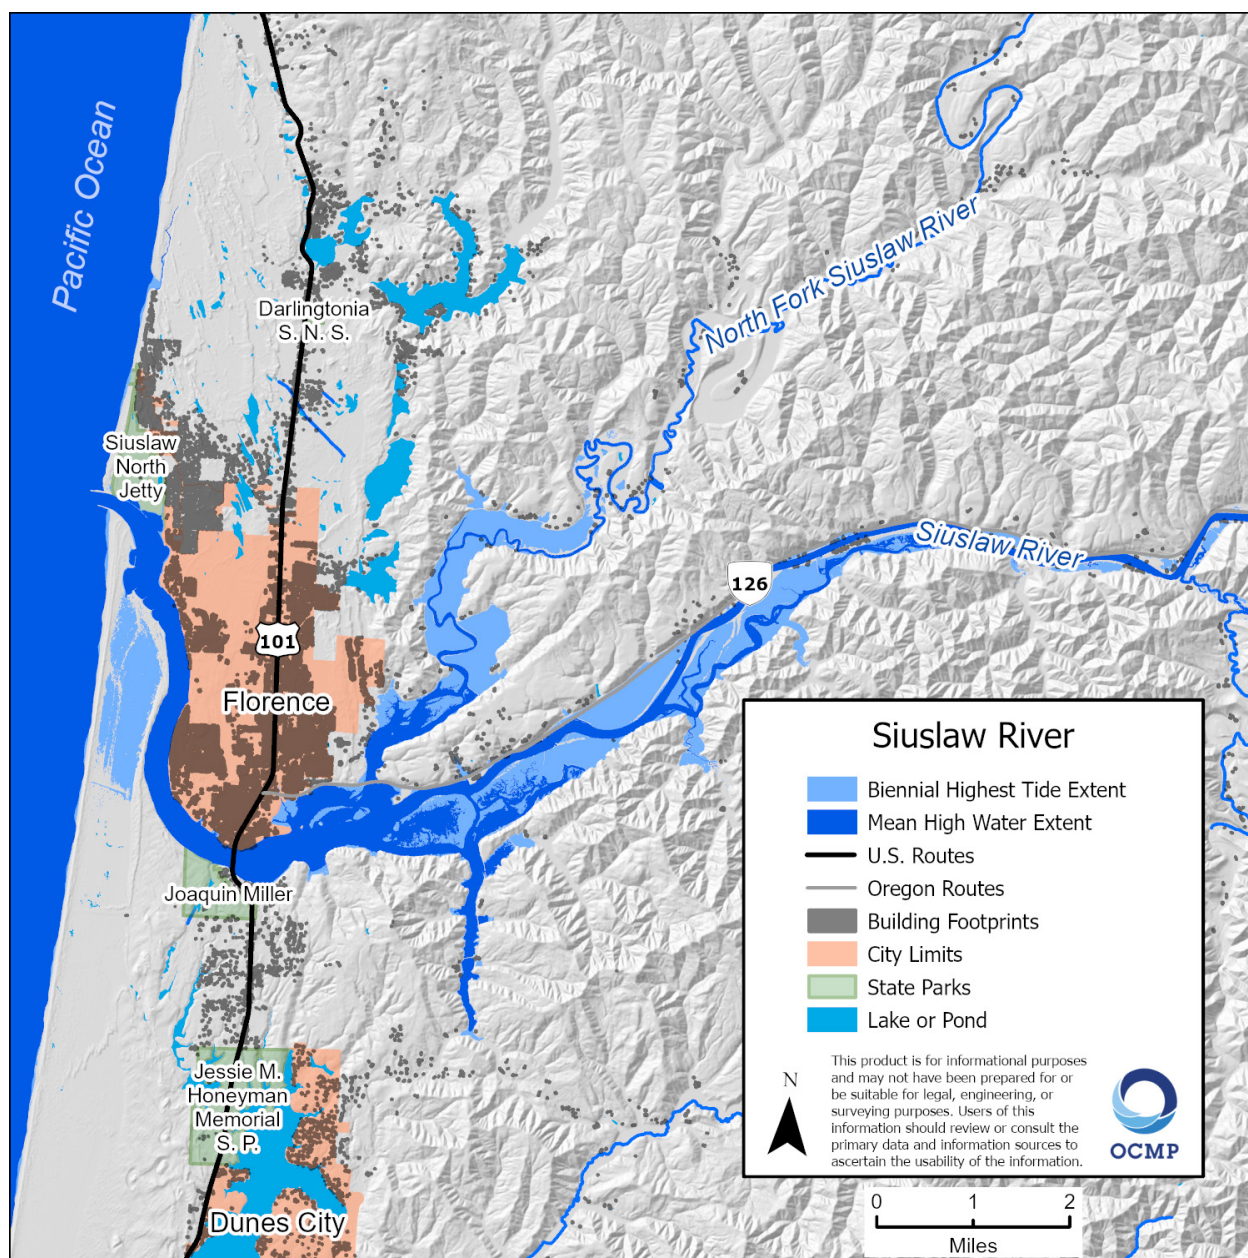 Pacific Ocean
North Fork Siuslaw River
Darlingtonia
S. N. S.
Siuslaw
North
Jetty
Siuslaw River
126
101
Florence
Joaquin Miller
Jessie M.
Honeyman
Memorial
S. P.
Dunes City
Siuslaw River
Biennial Highest Tide Extent
Mean High Water Extent
U.S. Routes
Oregon Routes
Building Footprints
City Limits
State Parks
Lake or Pond
N
This product is for informational purposes
and may not have been prepared for or
be suitable for legal, engineering, or
surveying purposes. Users of this
information should review or consult the
primary data and information sources to
ascertain the usability of the information.
OCMP
0 1 2
Miles